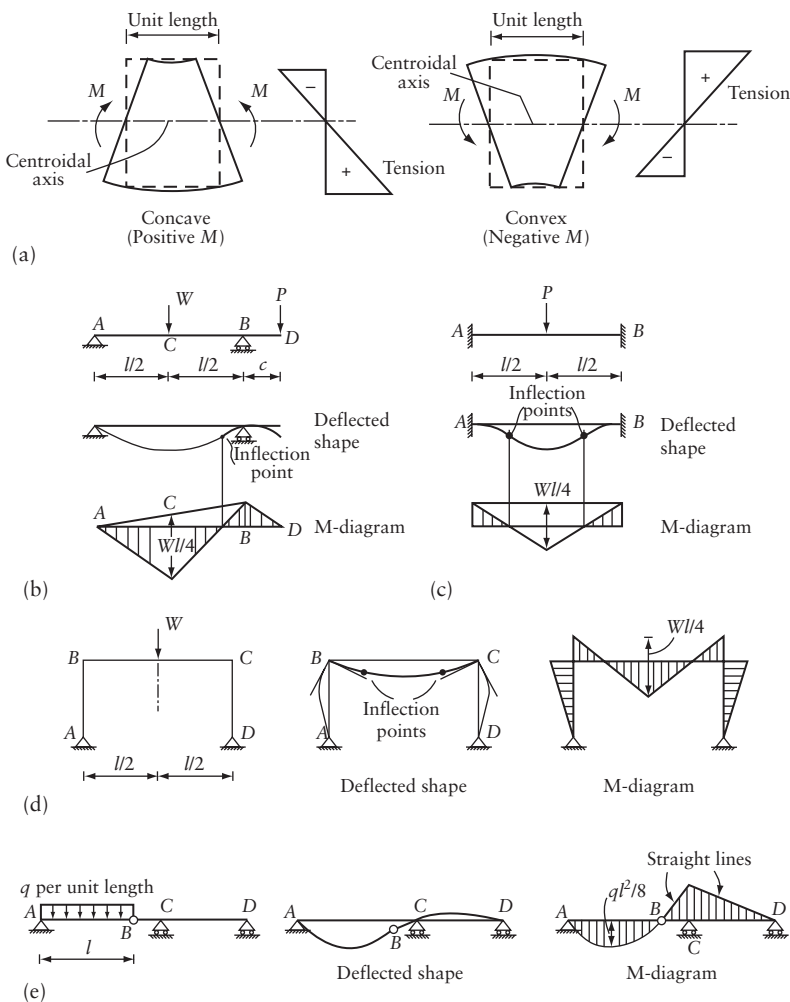 Unit length
M
M
–
+
Tension
Centroidal
axis
Concave
(Positive M)
Unit length
Centroidal
axis
M
M
+
–
Tension
Convex
(Negative M)
(a)
W
P
A
B
C
D
l/2
l/2
c
Deflected
shape
Inflection
point
A
C
Wl/4
B
D
M-diagram
(b)
P
A
B
l/2
l/2
Inflection
points
A
B
Deflected
shape
Wl/4
M-diagram
(c)
W
B
C
A
D
l/2
l/2
B
C
Inflection
points
A
D
Deflected shape
Wl/4
M-diagram
(d)
q per unit length
A
B
C
D
l
A
B
C
D
Deflected shape
Straight lines
ql²/8
A
B
C
D
M-diagram
(e)